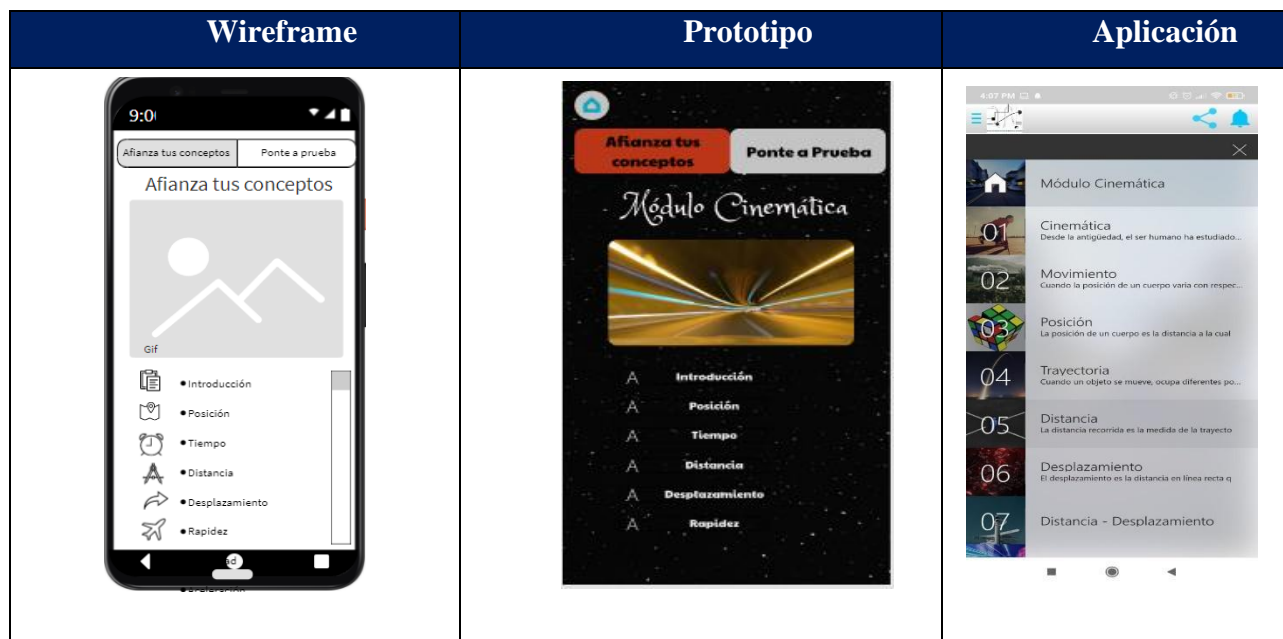 Wireframe
Prototipo
Aplicación
9:0
Afianza tus conceptos
Ponte a prueba
Afianza tus conceptos
Gif
• Introducción
• Posición
• Tiempo
• Distancia
• Desplazamiento
• Rapidez
Afianza tus
conceptos
Ponte a Prueba
Módulo Cinemática
A Introducción
A Posición
A Tiempo
A Distancia
A Desplazamiento
A Rapidez
4:07 PM
Módulo Cinemática
01
Cinemática
Desde la antigüedad, el ser humano ha estudiado...
02
Movimiento
Cuando la posición de un cuerpo varía con respec...
03
Posición
La posición de un cuerpo es la distancia a la cual
04
Trayectoria
Cuando un objeto se mueve, ocupa diferentes po...
05
Distancia
La distancia recorrida es la medida de la trayecto
06
Desplazamiento
El desplazamiento es la distancia en línea recta q
07
Distancia - Desplazamiento